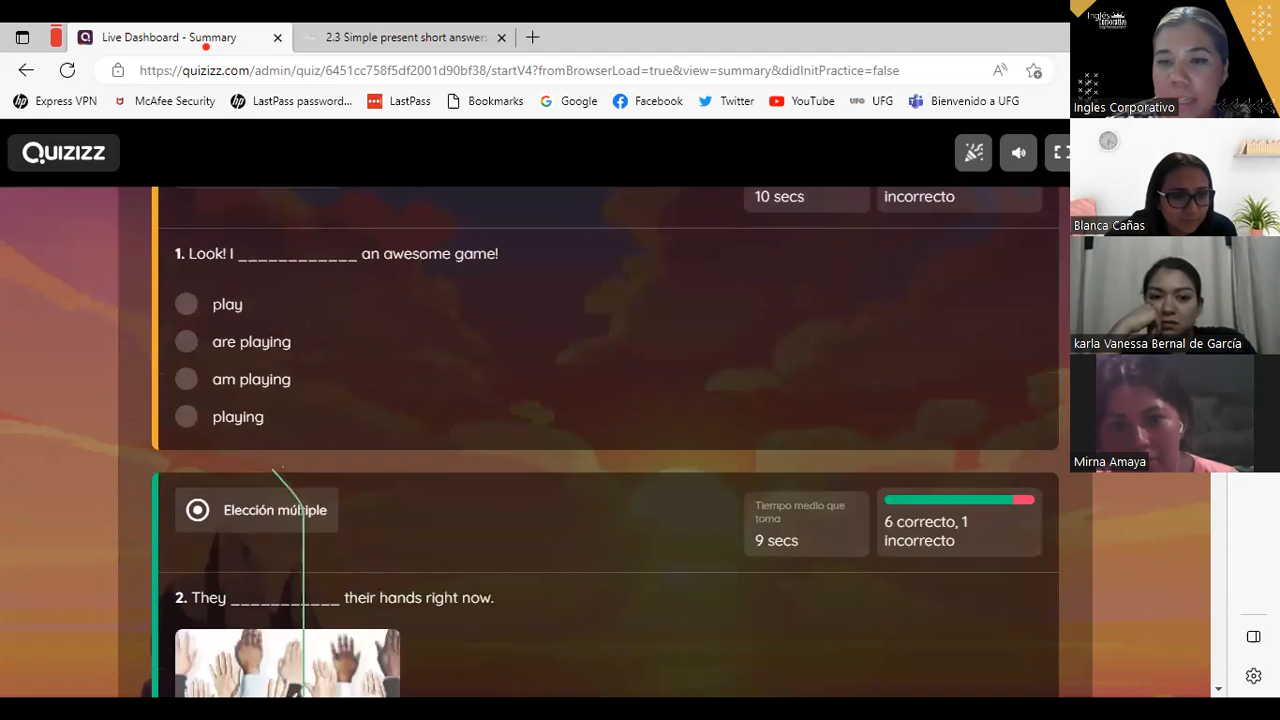 Live Dashboard - Summary
2.3 Simple present short answers
https://quizizz.com/admin/quiz/6451cc758f5df2001d90bf38/startV4?fromBrowserLoad=true&view=summary&didInitPractice=false
Express VPN
McAfee Security
LastPass password...
LastPass
Bookmarks
Google
Facebook
Twitter
YouTube
UFG
Bienvenido a UFG
QUIZIZZ
10 secs
incorrecto
1. Look! I ____________ an awesome game!
play
are playing
am playing
playing
Elección múltiple
Tiempo medio que
toma
9 secs
6 correcto, 1
incorrecto
2. They ___________ their hands right now.
Inglés
Corporativo
Ingles Corporativo
Blanca Cañas
karla Vanessa Bernal de García
Mirna Amaya